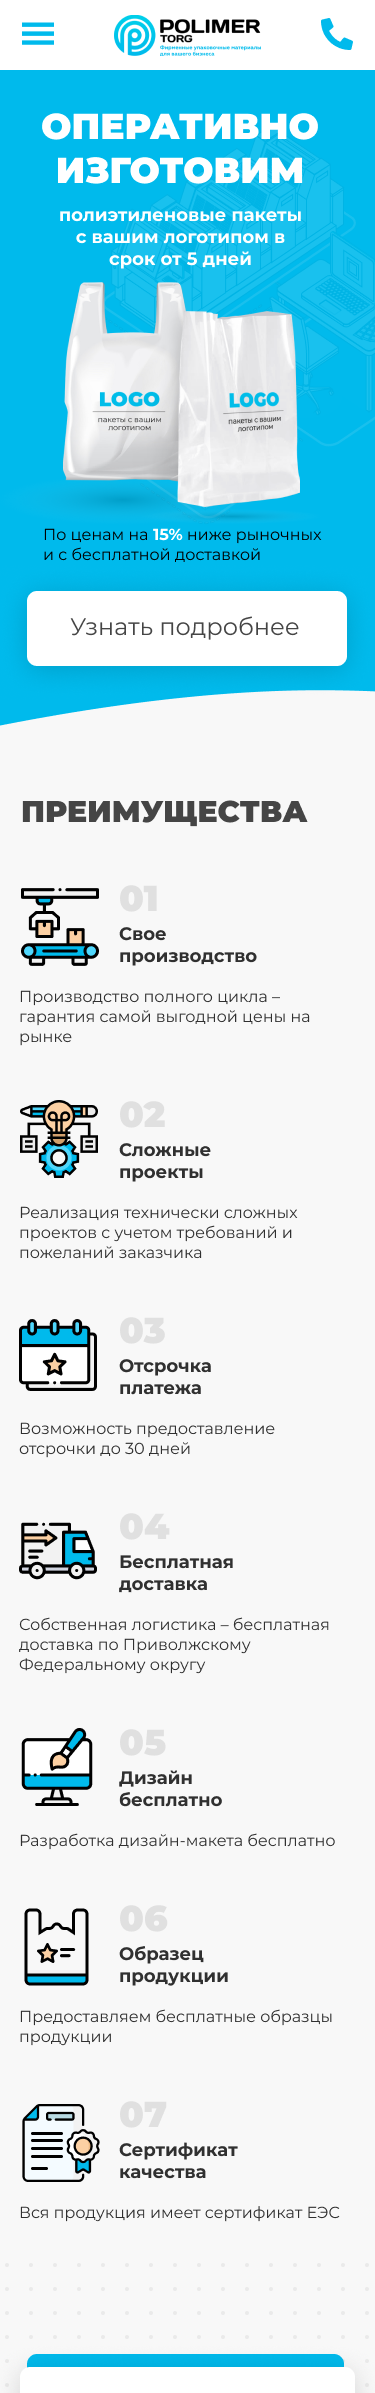 POLIMER
TORG
Фирменные упаковочные материалы
для вашего бизнеса
ОПЕРАТИВНО
ИЗГОТОВИМ
полиэтиленовые пакеты
с вашим логотипом в
срок от 5 дней
LOGO
пакеты с вашим
логотипом
LOGO
пакеты с вашим
логотипом
По ценам на 15% ниже рыночных
и с бесплатной доставкой
Узнать подробнее
ПРЕИМУЩЕСТВА
01
Свое
производство
Производство полного цикла –
гарантия самой выгодной цены на
рынке
02
Сложные
проекты
Реализация технически сложных
проектов с учетом требований и
пожеланий заказчика
03
Отсрочка
платежа
Возможность предоставление
отсрочки до 30 дней
04
Бесплатная
доставка
Собственная логистика – бесплатная
доставка по Приволжскому
Федеральному округу
05
Дизайн
бесплатно
Разработка дизайн-макета бесплатно
06
Образец
продукции
Предоставляем бесплатные образцы
продукции
07
Сертификат
качества
Вся продукция имеет сертификат ЕЭС